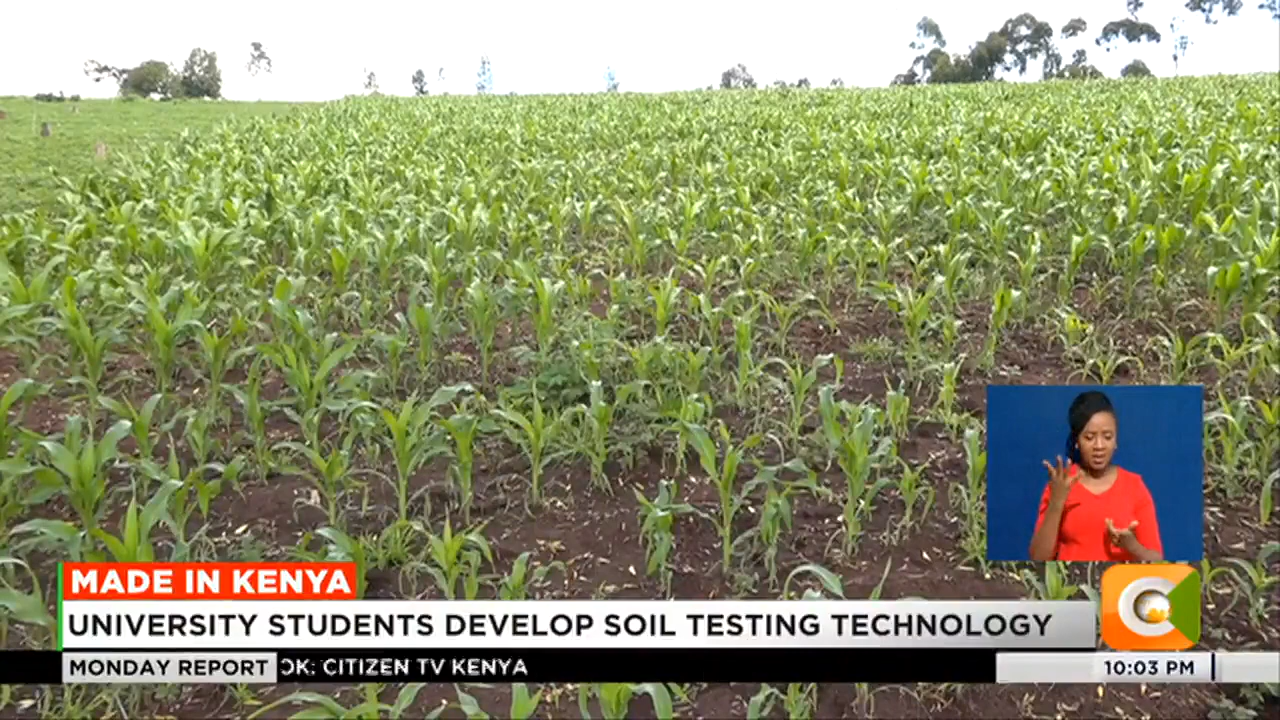 MADE IN KENYA
UNIVERSITY STUDENTS DEVELOP SOIL TESTING TECHNOLOGY
MONDAY REPORT
OK: CITIZEN TV KENYA
10:03 PM